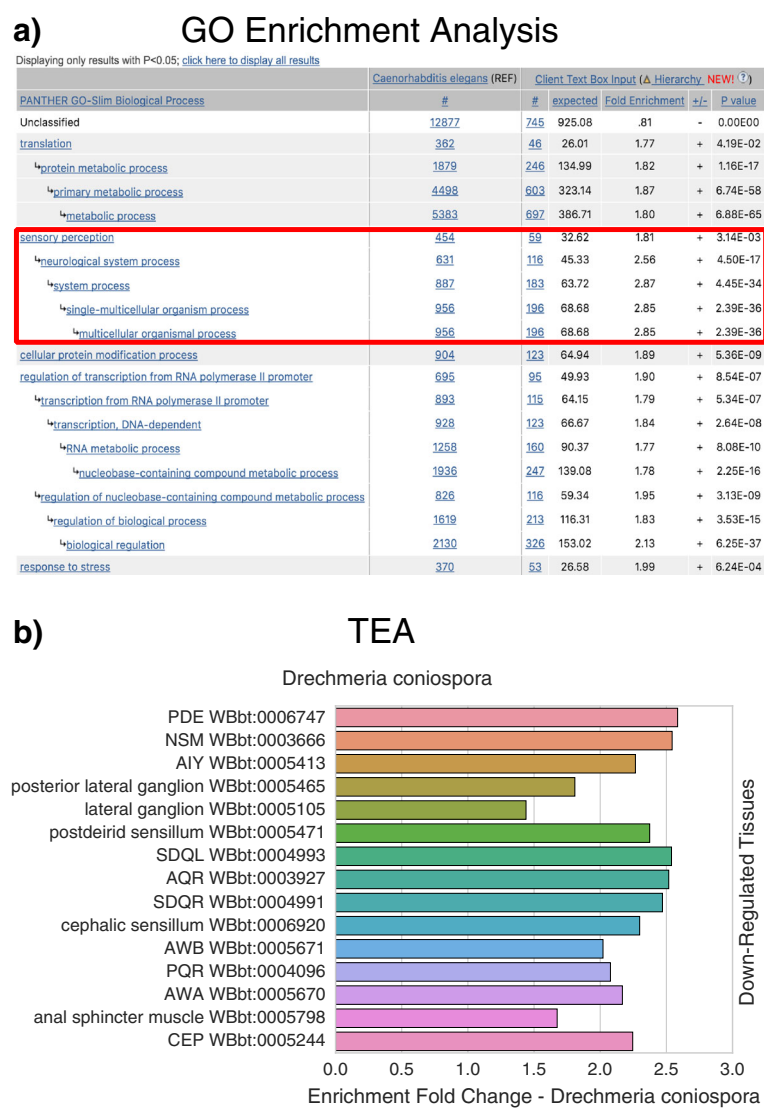 a) GO Enrichment Analysis
Displaying only results with P<0.05; click here to display all results
Caenorhabditis elegans (REF) Client Text Box Input (Δ Hierarchy NEW! ?)
PANTHER GO-Slim Biological Process # # expected Fold Enrichment +/- P value
Unclassified 12877 745 925.08 .81 - 0.00E00
translation 362 46 26.01 1.77 + 4.19E-02
↳protein metabolic process 1879 246 134.99 1.82 + 1.16E-17
↳primary metabolic process 4498 603 323.14 1.87 + 6.74E-58
↳metabolic process 5383 697 386.71 1.80 + 6.88E-65
sensory perception 454 59 32.62 1.81 + 3.14E-03
↳neurological system process 631 116 45.33 2.56 + 4.50E-17
↳system process 887 183 63.72 2.87 + 4.45E-34
↳single-multicellular organism process 956 196 68.68 2.85 + 2.39E-36
↳multicellular organismal process 956 196 68.68 2.85 + 2.39E-36
cellular protein modification process 904 123 64.94 1.89 + 5.36E-09
regulation of transcription from RNA polymerase II promoter 695 95 49.93 1.90 + 8.54E-07
↳transcription from RNA polymerase II promoter 893 115 64.15 1.79 + 5.34E-07
↳transcription, DNA-dependent 928 123 66.67 1.84 + 2.64E-08
↳RNA metabolic process 1258 160 90.37 1.77 + 8.08E-10
↳nucleobase-containing compound metabolic process 1936 247 139.08 1.78 + 2.25E-16
↳regulation of nucleobase-containing compound metabolic process 826 116 59.34 1.95 + 3.13E-09
↳regulation of biological process 1619 213 116.31 1.83 + 3.53E-15
↳biological regulation 2130 326 153.02 2.13 + 6.25E-37
response to stress 370 53 26.58 1.99 + 6.24E-04
b) TEA
Drechmeria coniospora
PDE WBbt:0006747
NSM WBbt:0003666
AIY WBbt:0005413
posterior lateral ganglion WBbt:0005465
lateral ganglion WBbt:0005105
postdeirid sensillum WBbt:0005471
SDQL WBbt:0004993
AQR WBbt:0003927
SDQR WBbt:0004991
cephalic sensillum WBbt:0006920
AWB WBbt:0005671
PQR WBbt:0004096
AWA WBbt:0005670
anal sphincter muscle WBbt:0005798
CEP WBbt:0005244
Down-Regulated Tissues
0.0 0.5 1.0 1.5 2.0 2.5 3.0
Enrichment Fold Change - Drechmeria coniospora